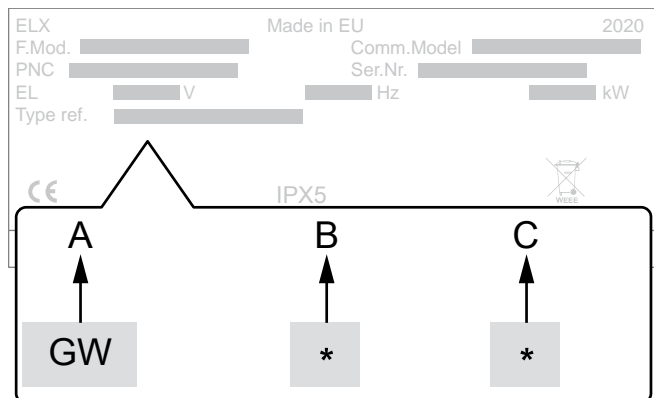 ELX Made in EU 2020
F.Mod. Comm.Model
PNC Ser.Nr.
EL V Hz kW
Type ref.
CE IPX5 WEEE
A B C
GW * *